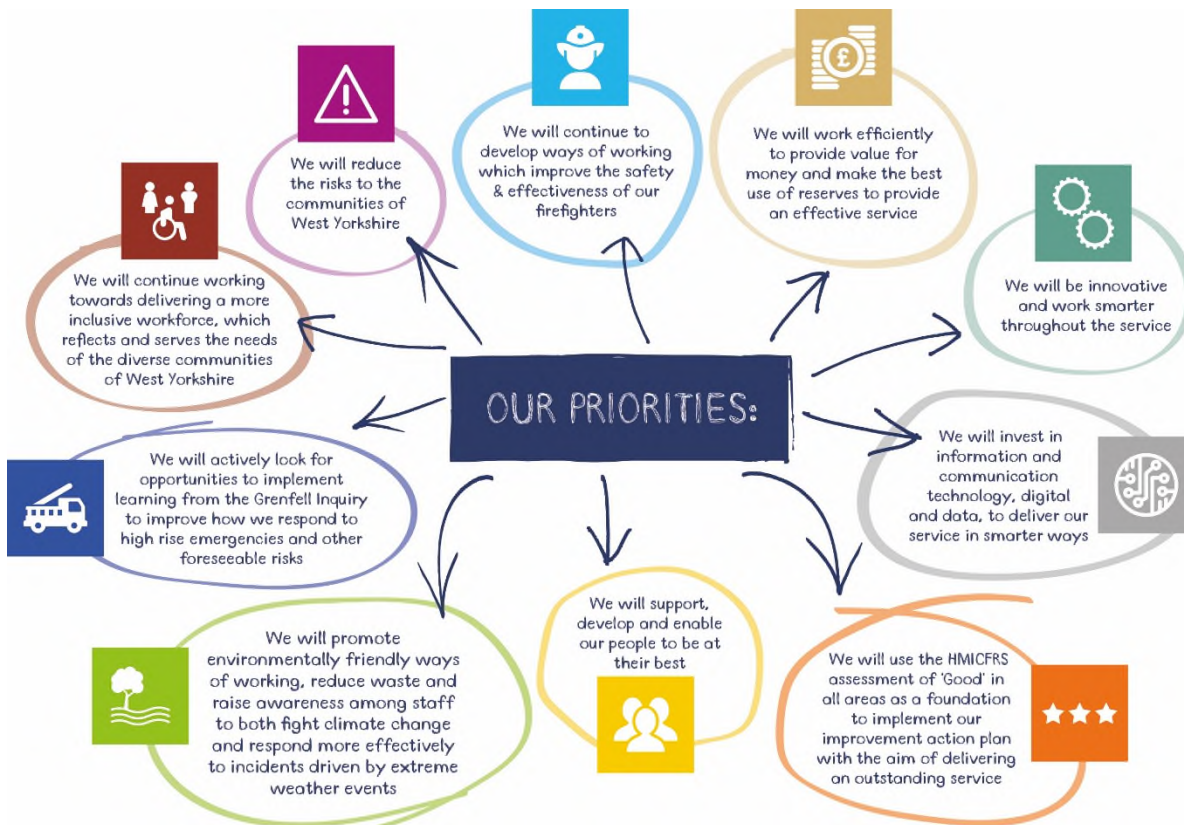 We will reduce
the risks to the
communities of
West Yorkshire
We will continue to
develop ways of working
which improve the safety
& effectiveness of our
firefighters
£
We will work efficiently
to provide value for
money and make the best
use of reserves to provide
an effective service
We will continue working
towards delivering a more
inclusive workforce, which
reflects and serves the needs
of the diverse communities
of West Yorkshire
We will be innovative
and work smarter
throughout the service
OUR PRIORITIES:
We will actively look for
opportunities to implement
learning from the Grenfell Inquiry
to improve how we respond to
high rise emergencies and other
foreseeable risks
We will invest in
information and
communication
technology, digital
and data, to deliver our
service in smarter ways
We will promote
environmentally friendly ways
of working, reduce waste and
raise awareness among staff
to both fight climate change
and respond more effectively
to incidents driven by extreme
weather events
We will support,
develop and enable
our people to be at
their best
We will use the HMICFRS
assessment of 'Good' in
all areas as a foundation
to implement our
improvement action plan
with the aim of delivering
an outstanding service